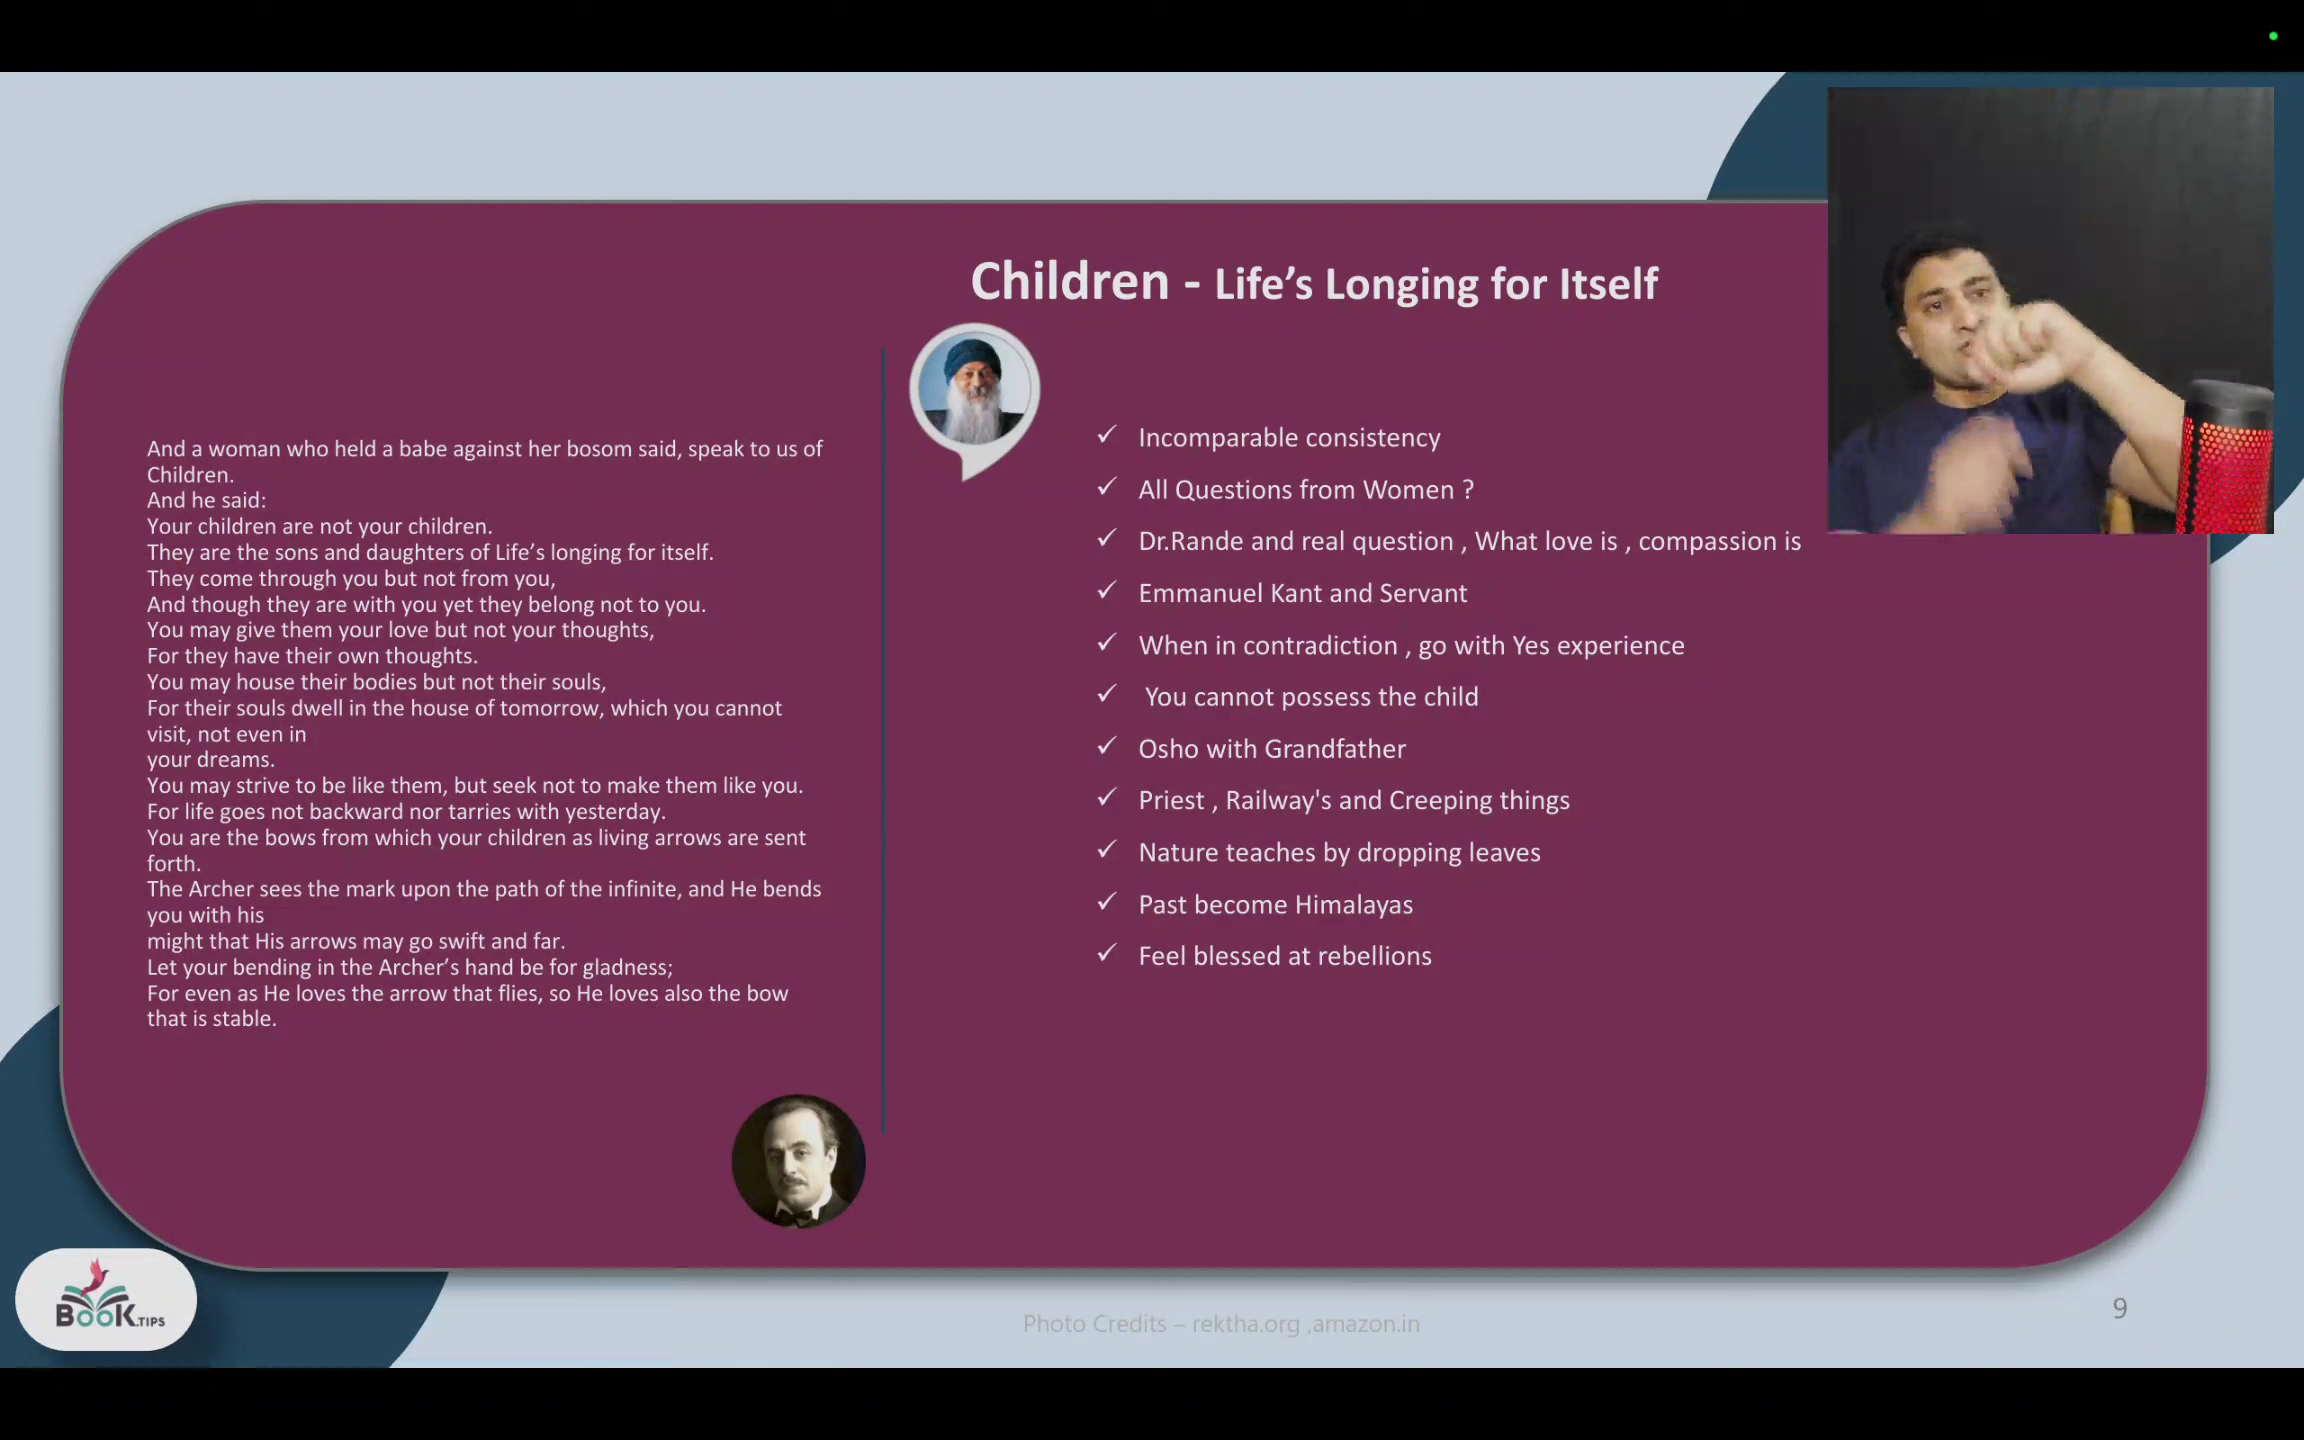 Children - Life’s Longing for Itself
And a woman who held a babe against her bosom said, speak to us of
Children.
And he said:
Your children are not your children.
They are the sons and daughters of Life’s longing for itself.
They come through you but not from you,
And though they are with you yet they belong not to you.
You may give them your love but not your thoughts,
For they have their own thoughts.
You may house their bodies but not their souls,
For their souls dwell in the house of tomorrow, which you cannot
visit, not even in
your dreams.
You may strive to be like them, but seek not to make them like you.
For life goes not backward nor tarries with yesterday.
You are the bows from which your children as living arrows are sent
forth.
The Archer sees the mark upon the path of the infinite, and He bends
you with his
might that His arrows may go swift and far.
Let your bending in the Archer’s hand be for gladness;
For even as He loves the arrow that flies, so He loves also the bow
that is stable.
✓ Incomparable consistency
✓ All Questions from Women ?
✓ Dr.Rande and real question , What love is , compassion is
✓ Emmanuel Kant and Servant
✓ When in contradiction , go with Yes experience
✓ You cannot possess the child
✓ Osho with Grandfather
✓ Priest , Railway's and Creeping things
✓ Nature teaches by dropping leaves
✓ Past become Himalayas
✓ Feel blessed at rebellions
BooK.TIPS
Photo Credits – rektha.org ,amazon.in
9